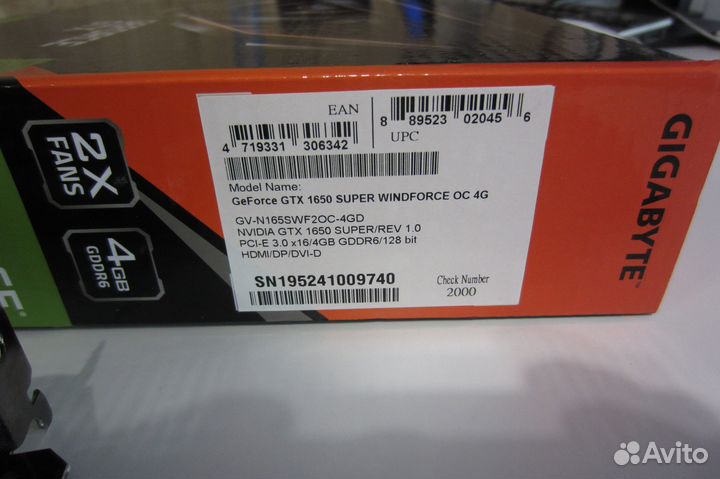 EAN
4 719331 306342
8 89523 02045 6
UPC
Model Name:
GeForce GTX 1650 SUPER WINDFORCE OC 4G
GV-N165SWF2OC-4GD
NVIDIA GTX 1650 SUPER/REV 1.0
PCI-E 3.0 x16/4GB GDDR6/128 bit
HDMI/DP/DVI-D
SN195241009740
Check Number
2000
2X
FANS
4GB
GDDR6
GIGABYTE™
Avito